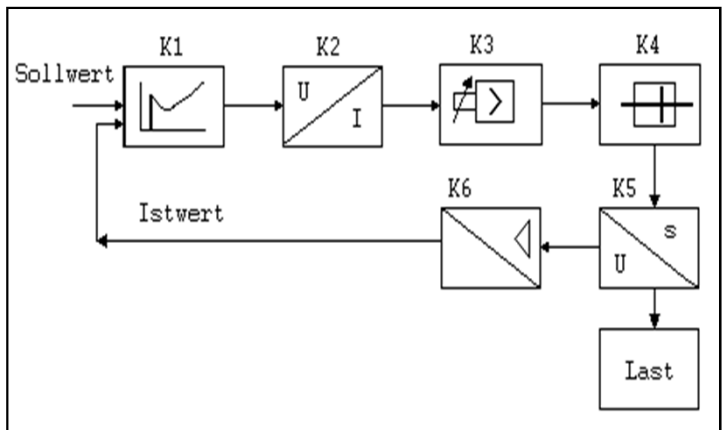 K1 K2 K3 K4
Sollwert
U
I
K6 K5
Istwert
s
U
Last